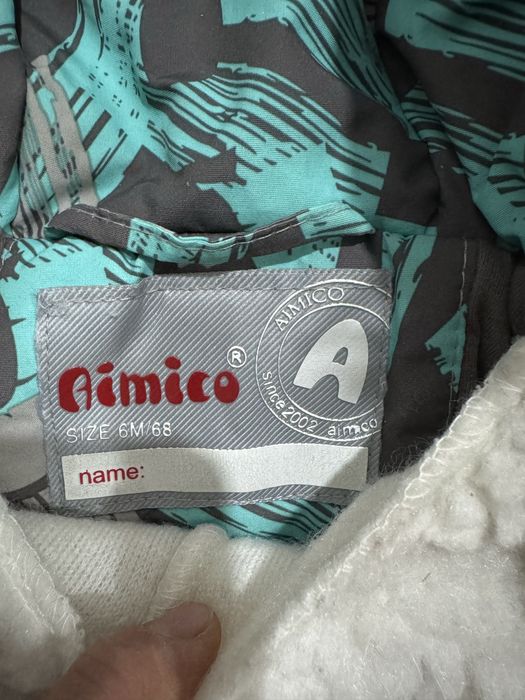 Aimico®
SIZE 6M/68
name:
AIMICO
A
since 2002 aimico